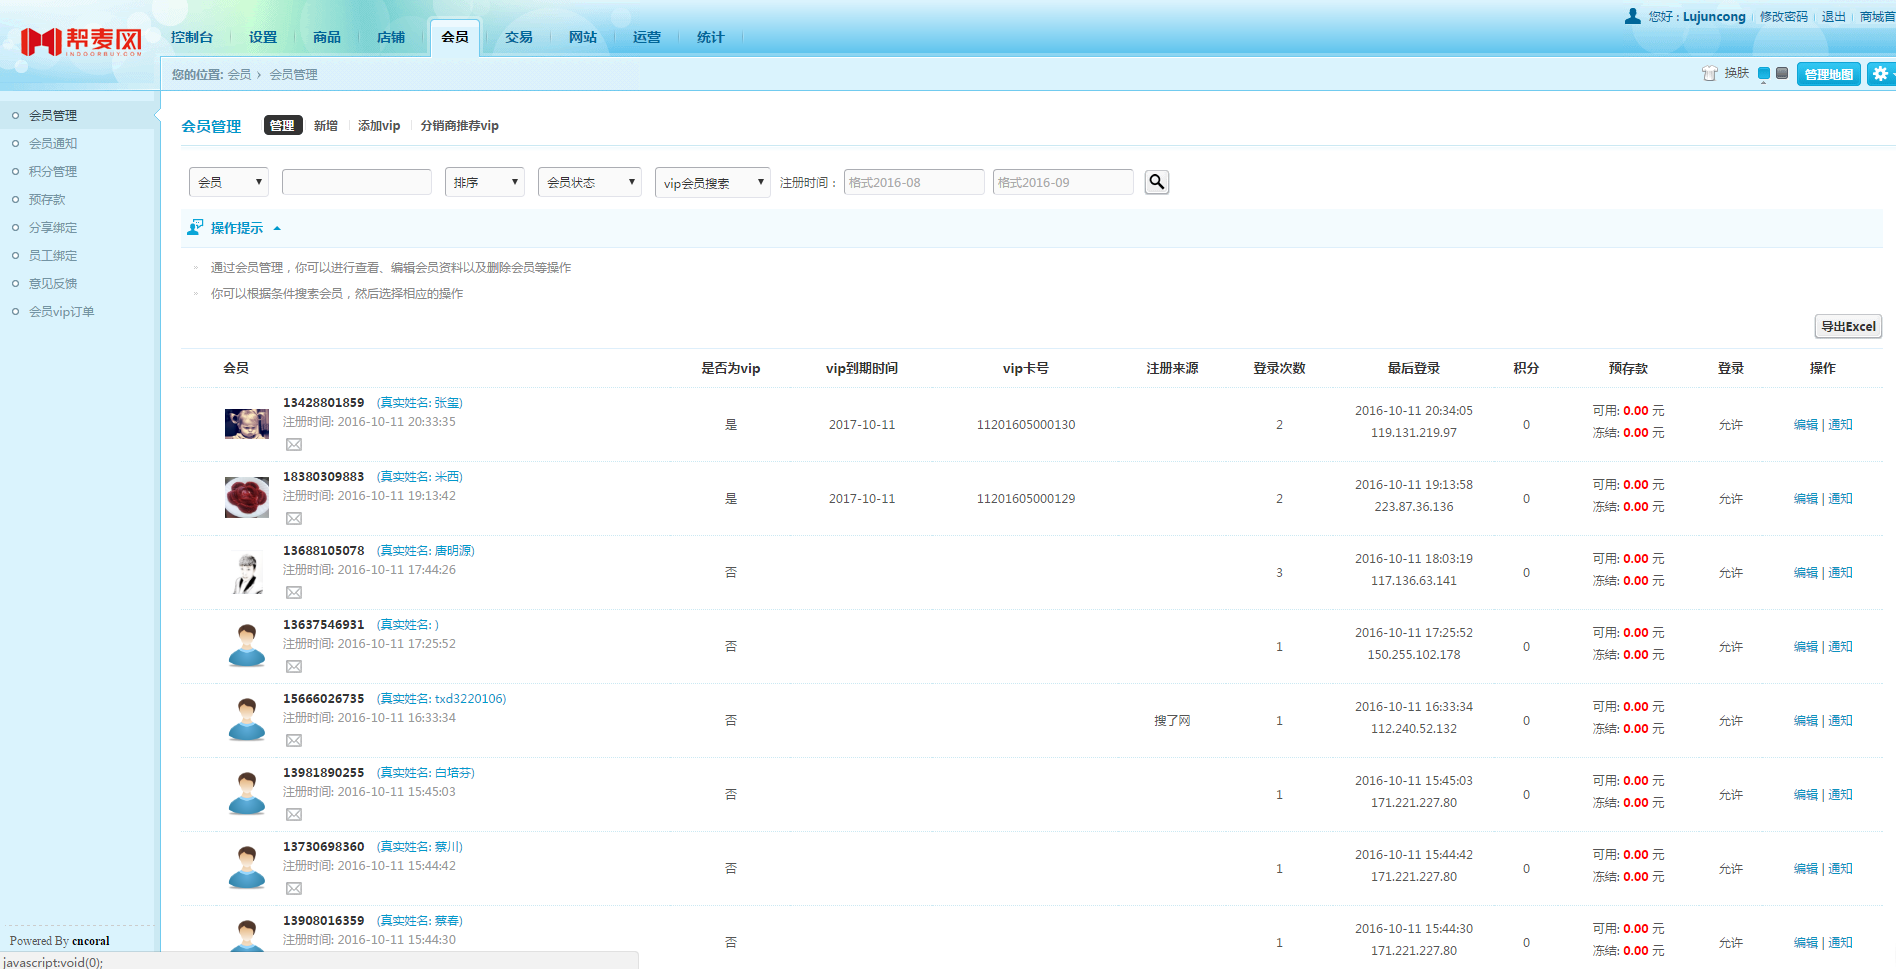 您好 : Lujuncong 修改密码 退出 商城首
帮麦网
INDOORBUY.COM
控制台 设置 商品 店铺 会员 交易 网站 运营 统计
您的位置: 会员 › 会员管理
换肤 管理地图
会员管理
会员通知
积分管理
预存款
分享绑定
员工绑定
意见反馈
会员vip订单
会员管理 管理 新增 添加vip 分销商推荐vip
会员 排序 会员状态 vip会员搜索 注册时间 : 格式2016-08 格式2016-09
操作提示
通过会员管理，你可以进行查看、编辑会员资料以及删除会员等操作
你可以根据条件搜索会员，然后选择相应的操作
导出Excel
会员 是否为vip vip到期时间 vip卡号 注册来源 登录次数 最后登录 积分 预存款 登录 操作
13428801859 (真实姓名: 张玺)
注册时间: 2016-10-11 20:33:35
是 2017-10-11 11201605000130 2 2016-10-11 20:34:05 0 可用: 0.00 元 允许 编辑 | 通知
119.131.219.97 冻结: 0.00 元
18380309883 (真实姓名: 米西)
注册时间: 2016-10-11 19:13:42
是 2017-10-11 11201605000129 2 2016-10-11 19:13:58 0 可用: 0.00 元 允许 编辑 | 通知
223.87.36.136 冻结: 0.00 元
13688105078 (真实姓名: 唐明源)
注册时间: 2016-10-11 17:44:26
否 3 2016-10-11 18:03:19 0 可用: 0.00 元 允许 编辑 | 通知
117.136.63.141 冻结: 0.00 元
13637546931 (真实姓名: )
注册时间: 2016-10-11 17:25:52
否 1 2016-10-11 17:25:52 0 可用: 0.00 元 允许 编辑 | 通知
150.255.102.178 冻结: 0.00 元
15666026735 (真实姓名: txd3220106)
注册时间: 2016-10-11 16:33:34
否 搜了网 1 2016-10-11 16:33:34 0 可用: 0.00 元 允许 编辑 | 通知
112.240.52.132 冻结: 0.00 元
13981890255 (真实姓名: 白培芬)
注册时间: 2016-10-11 15:45:03
否 1 2016-10-11 15:45:03 0 可用: 0.00 元 允许 编辑 | 通知
171.221.227.80 冻结: 0.00 元
13730698360 (真实姓名: 蔡川)
注册时间: 2016-10-11 15:44:42
否 1 2016-10-11 15:44:42 0 可用: 0.00 元 允许 编辑 | 通知
171.221.227.80 冻结: 0.00 元
13908016359 (真实姓名: 蔡春)
注册时间: 2016-10-11 15:44:30
否 1 2016-10-11 15:44:30 0 可用: 0.00 元 允许 编辑 | 通知
171.221.227.80 冻结: 0.00 元
Powered By cncoral
javascript:void(0);